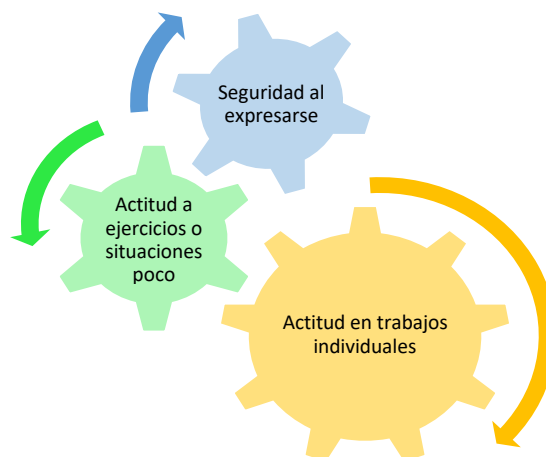 Seguridad al
expresarse
Actitud a
ejercicios o
situaciones
poco
Actitud en trabajos
individuales